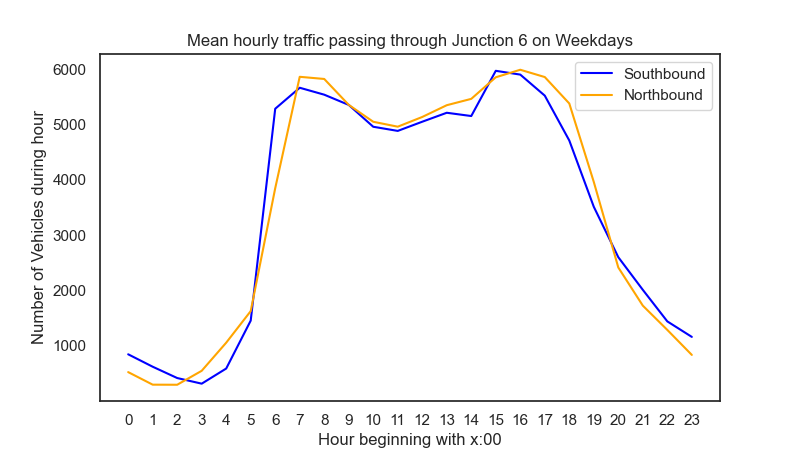 Mean hourly traffic passing through Junction 6 on Weekdays
Southbound
Northbound
Number of Vehicles during hour
6000
5000
4000
3000
2000
1000
0 1 2 3 4 5 6 7 8 9 10 11 12 13 14 15 16 17 18 19 20 21 22 23
Hour beginning with x:00